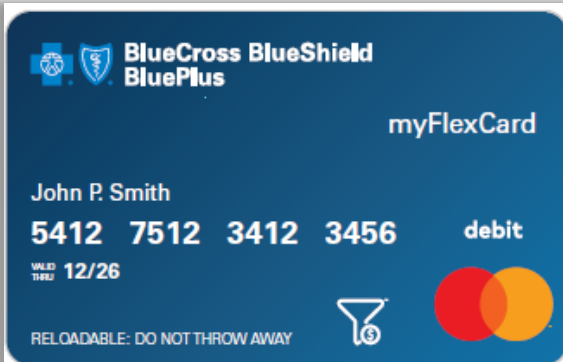 BlueCross BlueShield
BluePlus
myFlexCard
John P. Smith
5412 7512 3412 3456
debit
VALID
THRU 12/26
RELOADABLE: DO NOT THROW AWAY
$